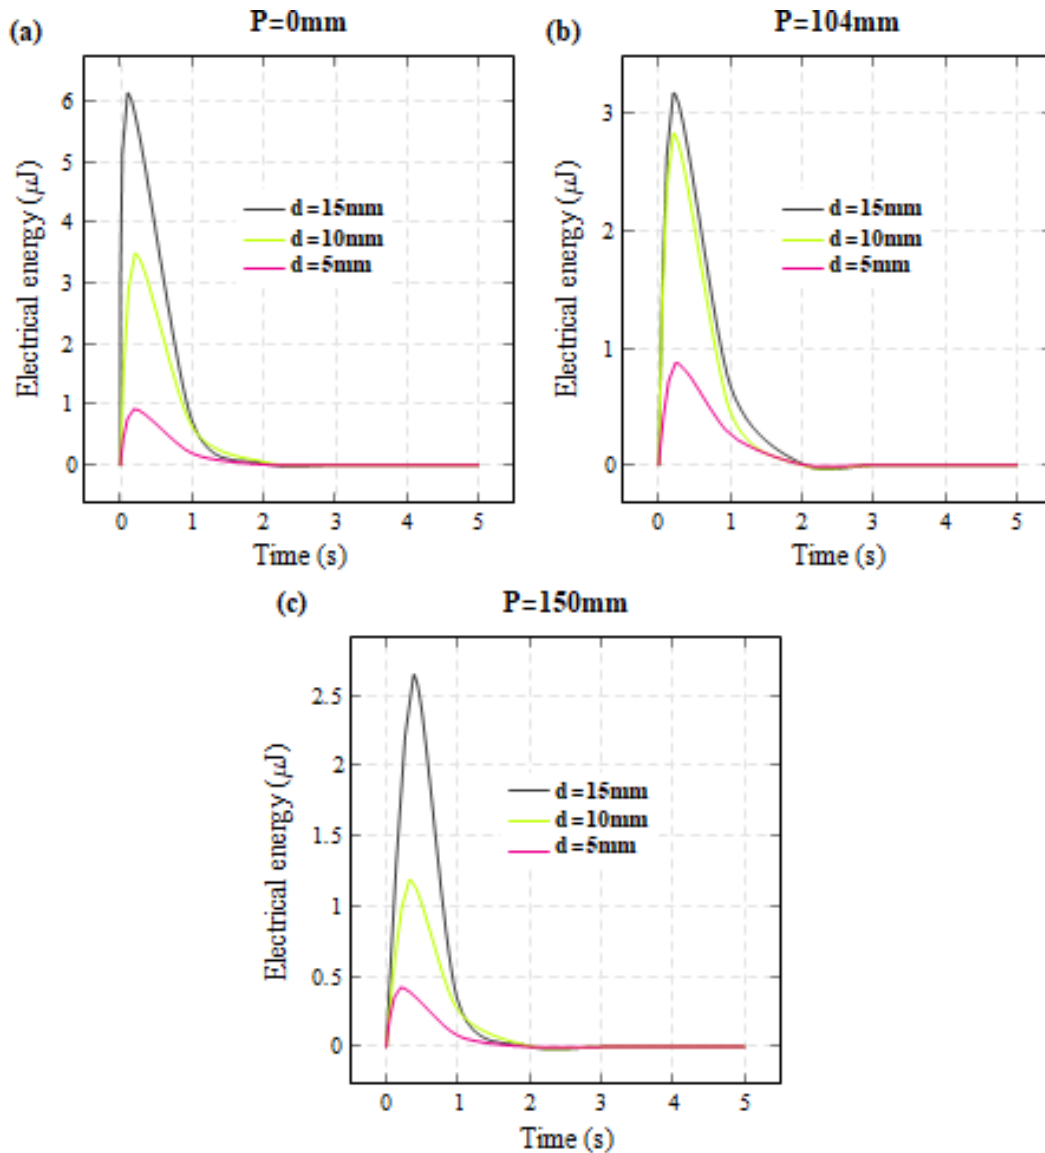 (a)
P=0mm
Electrical energy (μJ)
6
5
4
3
2
1
0
d=15mm
d=10mm
d=5mm
0 1 2 3 4 5
Time (s)
(b)
P=104mm
Electrical energy (μJ)
3
2
1
0
d=15mm
d=10mm
d=5mm
0 1 2 3 4 5
Time (s)
(c)
P=150mm
Electrical energy (μJ)
2.5
2
1.5
1
0.5
0
d=15mm
d=10mm
d=5mm
0 1 2 3 4 5
Time (s)